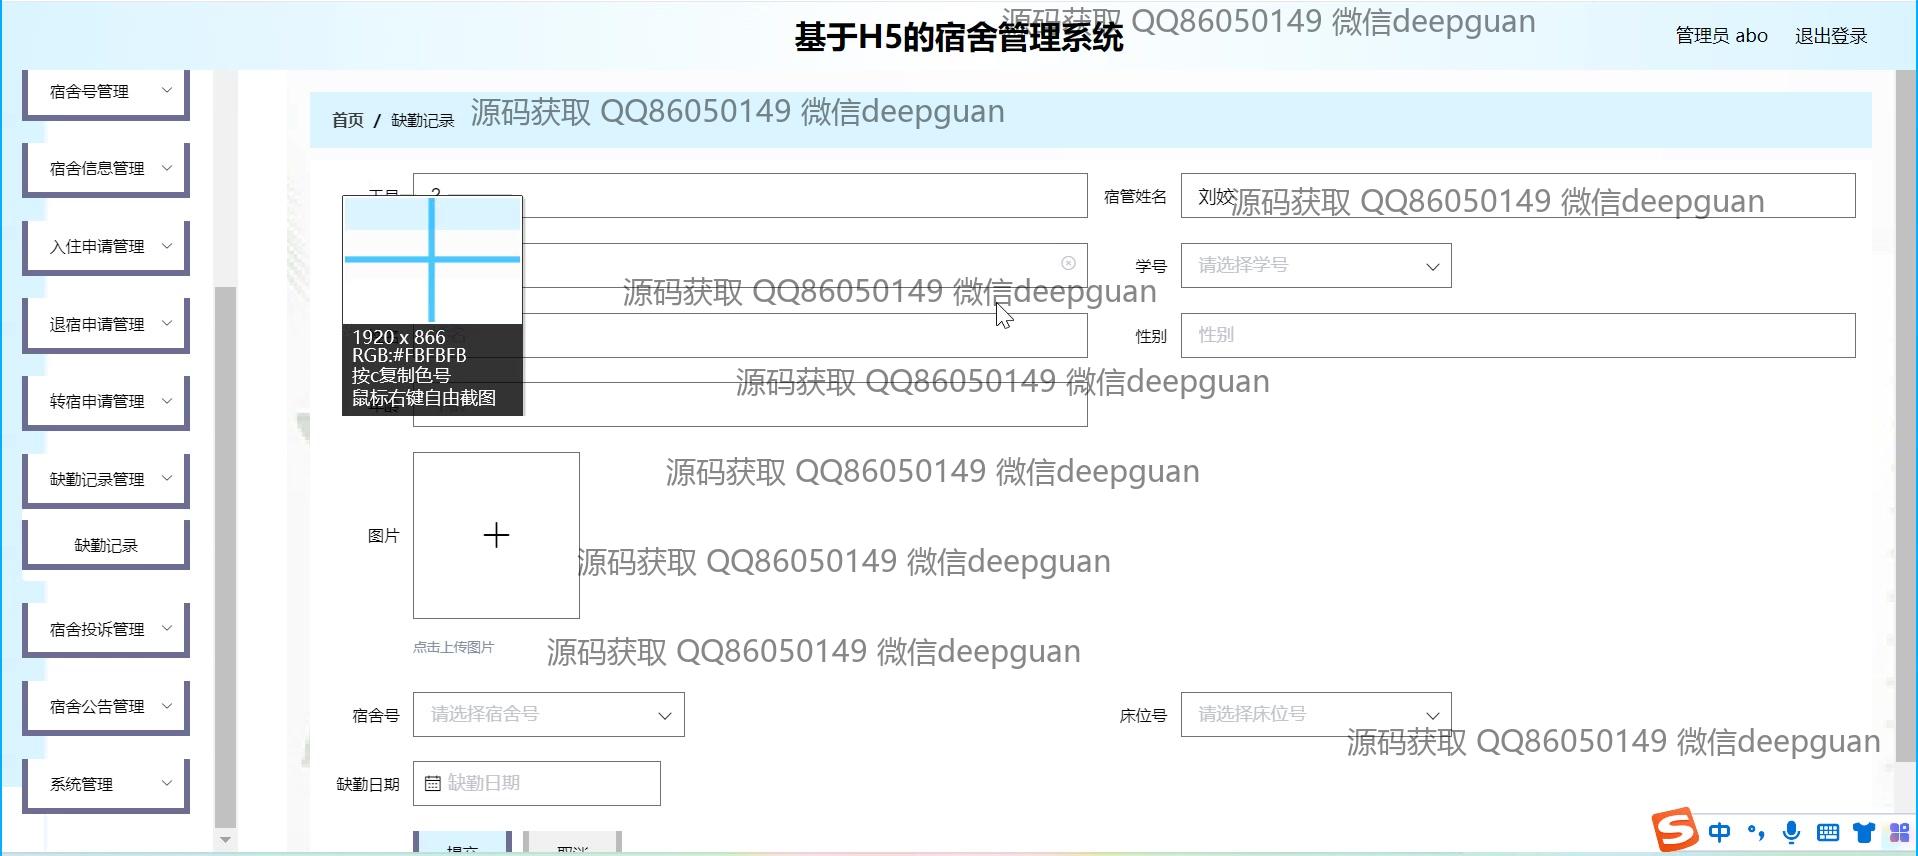 基于H5的宿舍管理系统
源码获取 QQ86050149 微信deepguan
管理员 abo
退出登录
宿舍号管理
宿舍信息管理
入住申请管理
退宿申请管理
转宿申请管理
缺勤记录管理
缺勤记录
宿舍投诉管理
宿舍公告管理
系统管理
首页 / 缺勤记录
源码获取 QQ86050149 微信deepguan
工号
2
宿管姓名
刘姣
源码获取 QQ86050149 微信deepguan
学号
请选择学号
源码获取 QQ86050149 微信deepguan
1920 x 866
RGB:#FBFBFB
按c复制色号
鼠标右键自由截图
性别
性别
源码获取 QQ86050149 微信deepguan
源码获取 QQ86050149 微信deepguan
图片
源码获取 QQ86050149 微信deepguan
点击上传图片
源码获取 QQ86050149 微信deepguan
宿舍号
请选择宿舍号
床位号
请选择床位号
源码获取 QQ86050149 微信deepguan
缺勤日期
缺勤日期
提交
取消
中